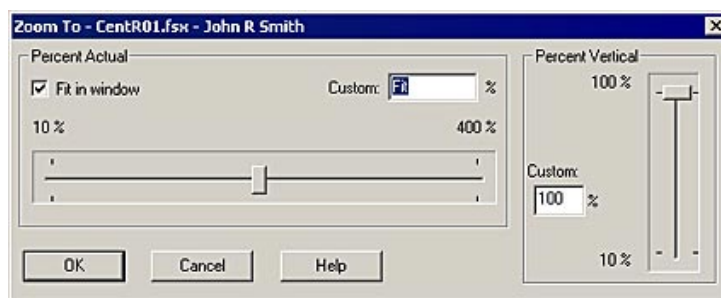 Zoom To - CentR01.fsx - John R Smith
Percent Actual
Fit in window
Custom: Fit %
10 %
400 %
OK
Cancel
Help
Percent Vertical
100 %
Custom:
100 %
10 %